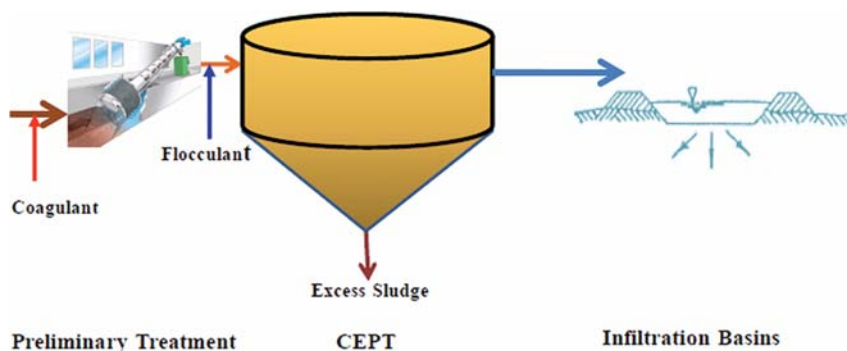 Flocculant
Coagulant
Excess Sludge
Preliminary Treatment
CEPT
Infiltration Basins